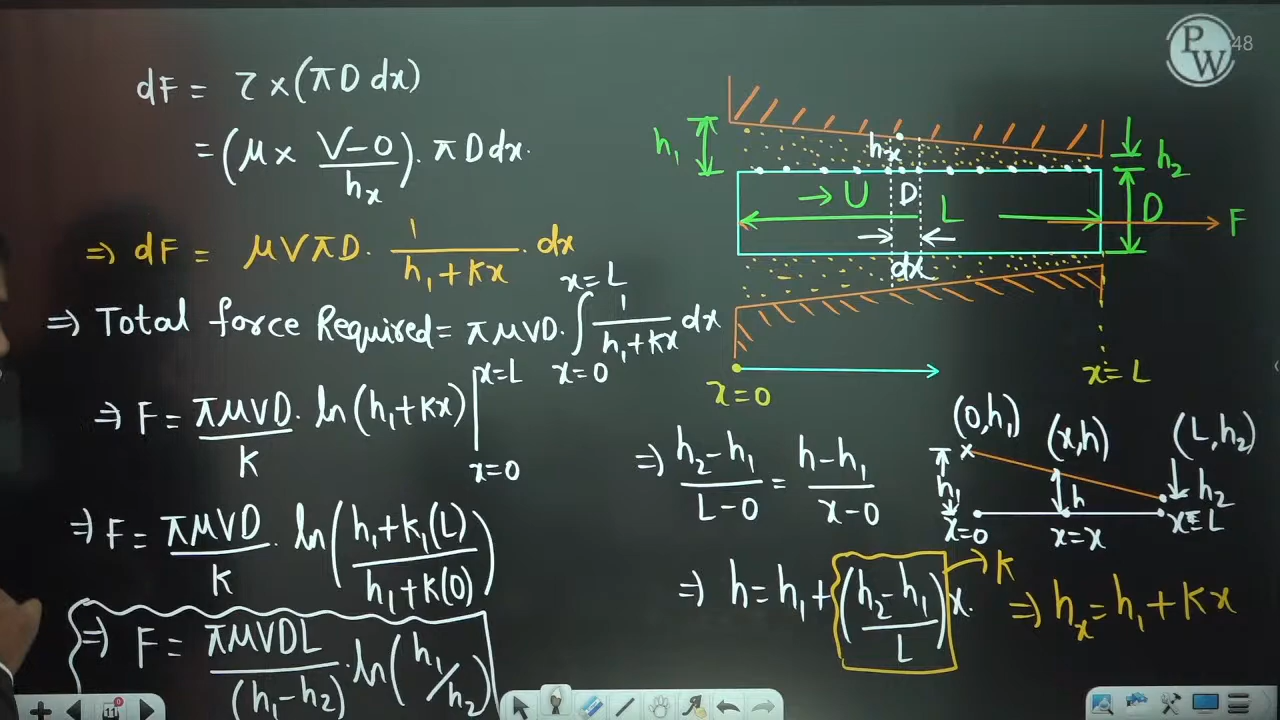 PW
48
dF = τ × (πD dx)
= (μ × (V-0)/hₓ) · πDdx.
⇒ dF = μVπD · 1/(h₁+Kx) · dx
⇒ Total force Required = πμVD · ∫ 1/(h₁+Kx) dx
x=L
x=0
⇒ F = πμVD/K · ln(h₁+Kx) |
x=L
x=0
⇒ F = πμVD/K · ln((h₁+K₁(L))/(h₁+K(0)))
⇒ F = πμVDL/(h₁-h₂) · ln(h₁/h₂)
h₁
hₓ
h₂
→ U
D
L
D
F
dx
x=0
x=L
(0,h₁)
(x,h)
(L,h₂)
h₁
h
h₂
x=0
x=x
x=L
⇒ (h₂-h₁)/(L-0) = (h-h₁)/(x-0)
⇒ h = h₁ + ((h₂-h₁)/L) x.
→ K
⇒ hₓ = h₁ + Kx
11